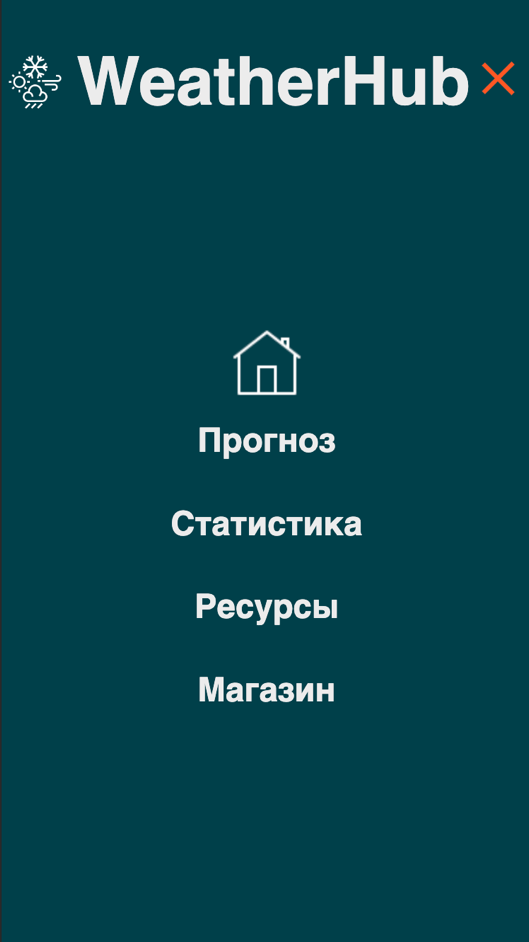 WeatherHub
Прогноз
Статистика
Ресурсы
Магазин